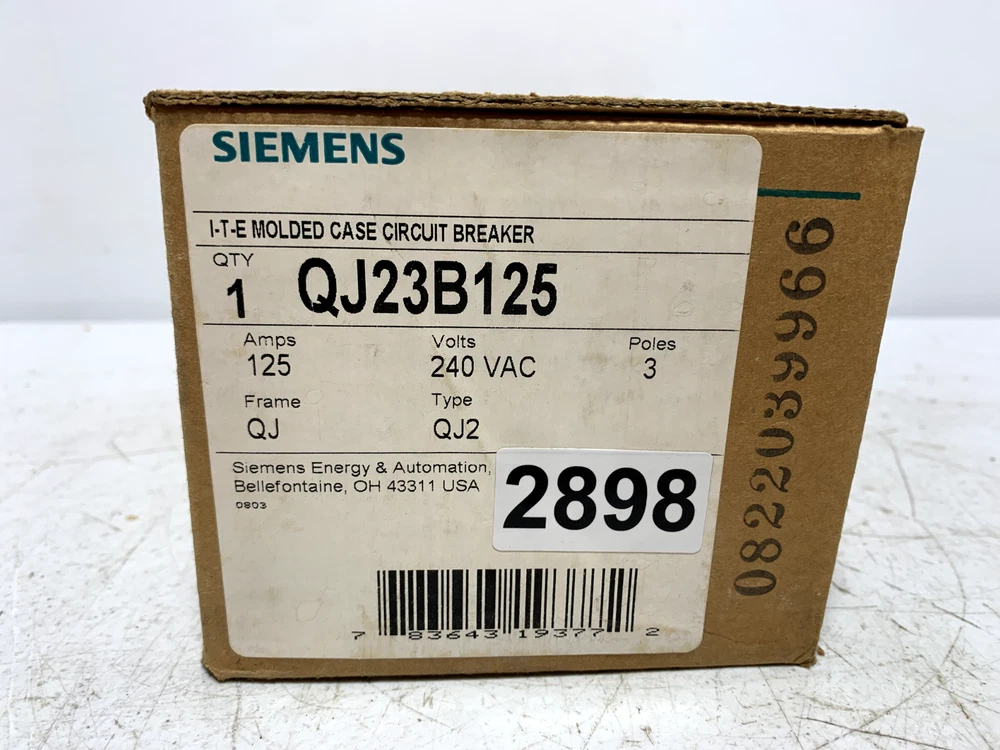 SIEMENS
I-T-E MOLDED CASE CIRCUIT BREAKER
QTY
1 QJ23B125
Amps Volts Poles
125 240 VAC 3
Frame Type
QJ QJ2
Siemens Energy & Automation,
Bellefontaine, OH 43311 USA
0803
2898
7 83643 19377 2
0822039966